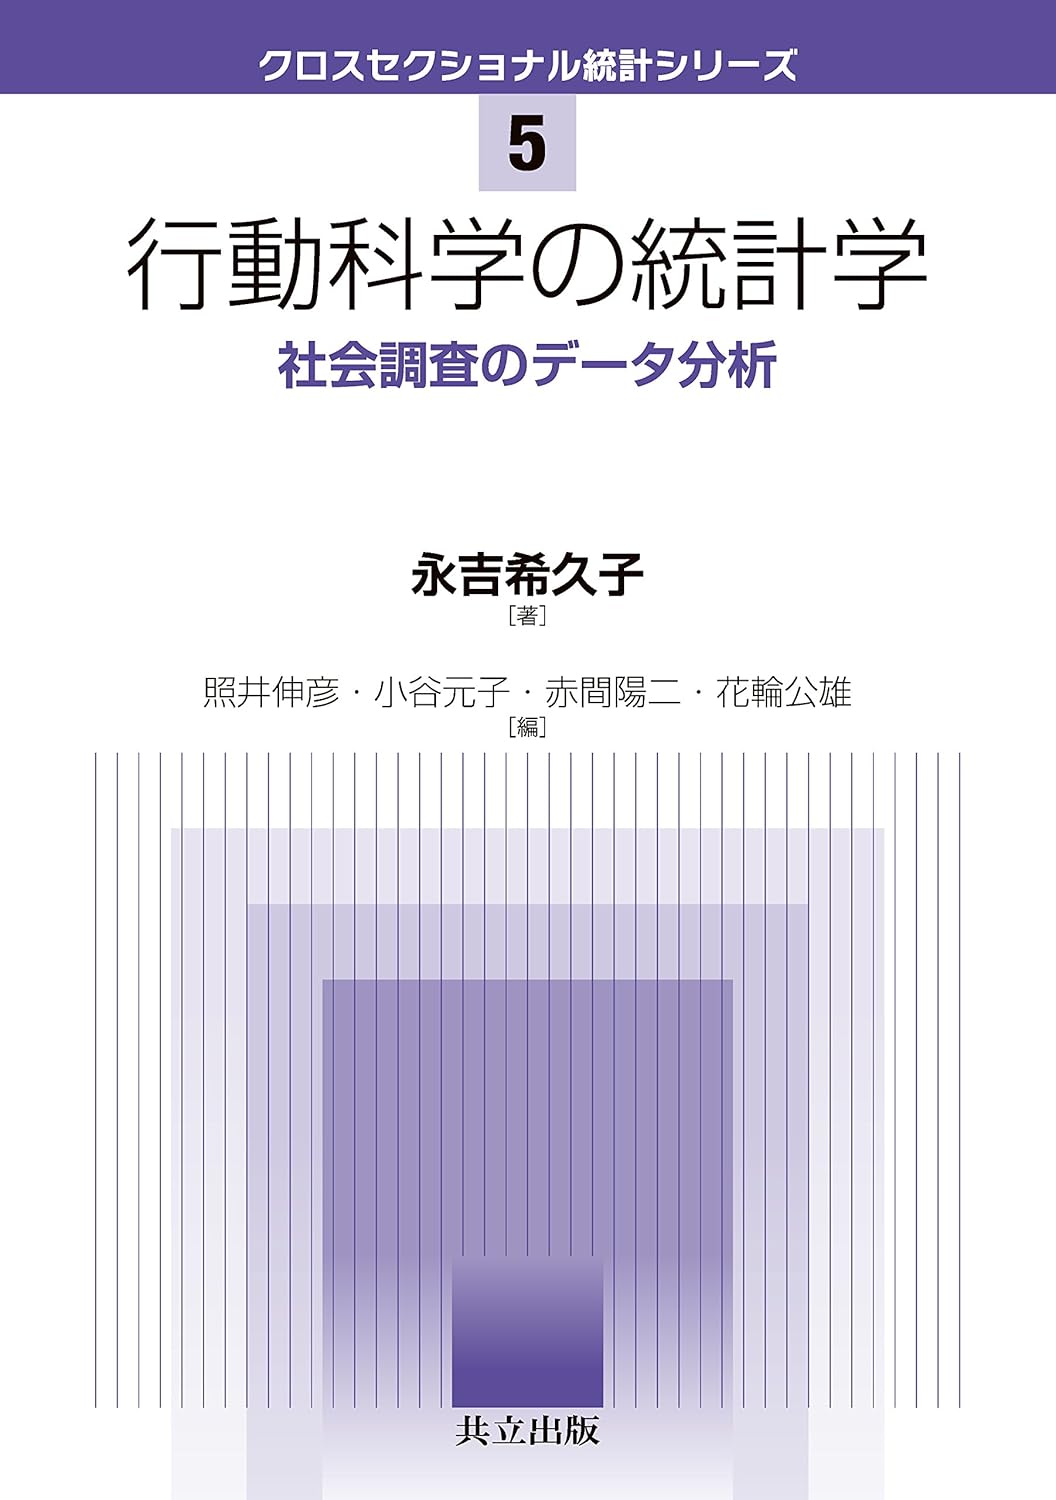 クロスセクショナル統計シリーズ
5
行動科学の統計学
社会調査のデータ分析
永吉希久子
[著]
照井伸彦・小谷元子・赤間陽二・花輪公雄
[編]
共立出版